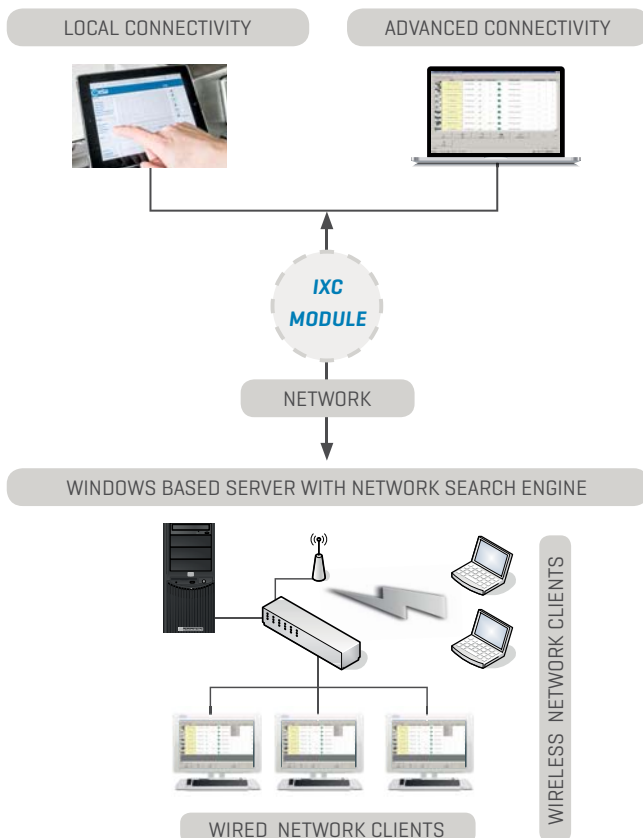 LOCAL CONNECTIVITY
ADVANCED CONNECTIVITY
IXC
MODULE
NETWORK
WINDOWS BASED SERVER WITH NETWORK SEARCH ENGINE
WIRELESS NETWORK CLIENTS
WIRED NETWORK CLIENTS